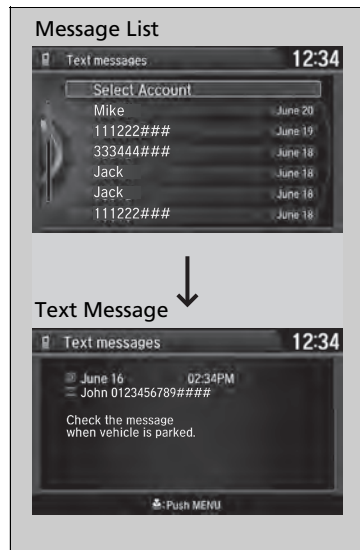 Message List
Text messages 12:34
Select Account
Mike June 20
111222### June 19
333444### June 18
Jack June 18
Jack June 18
111222### June 18
Text Message
Text messages 12:34
June 16 02:34PM
John 0123456789####
Check the message
when vehicle is parked.
:Push MENU